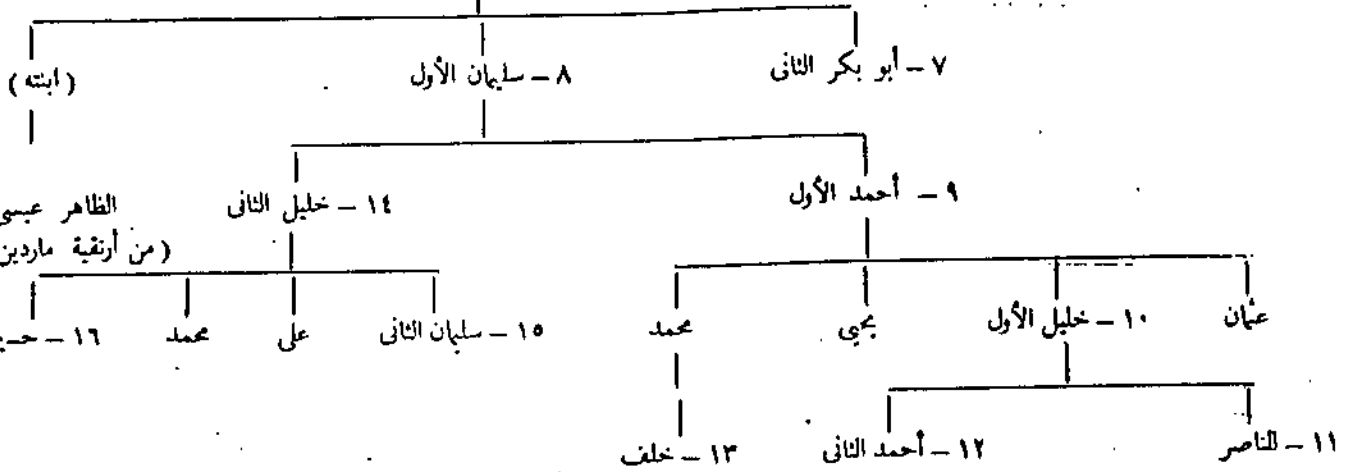 ٧ – أبو بكر الثانى ٨ – سليمان الأول ( ابنته )
٩ – أحمد الأول ١٤ – خليل الثانى الظاهر عيسى
( من أرتقية ماردين
عثمان ١٠ – خليل الأول يحيى محمد ١٥ – سليمان الثانى على محمد ١٦ –
١١ – الناصر ١٢ – أحمد الثانى ١٣ – خلف